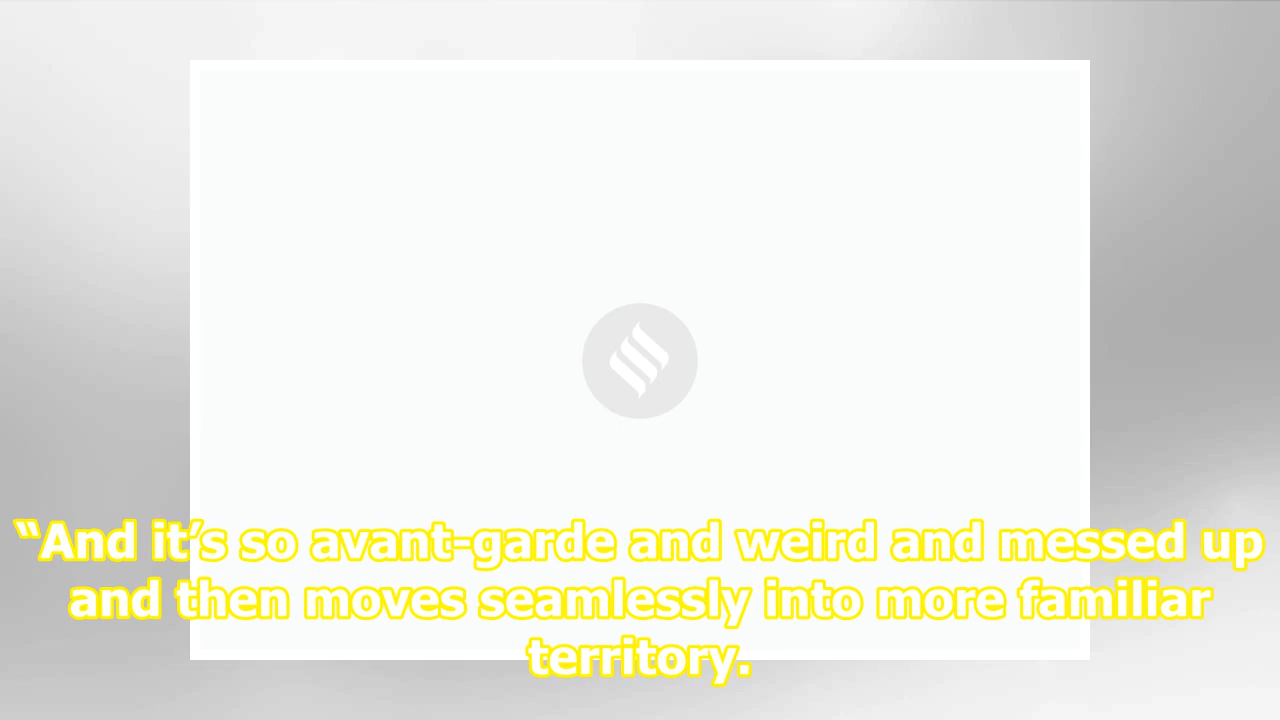 “And it’s so avant-garde and weird and messed up
and then moves seamlessly into more familiar
territory.